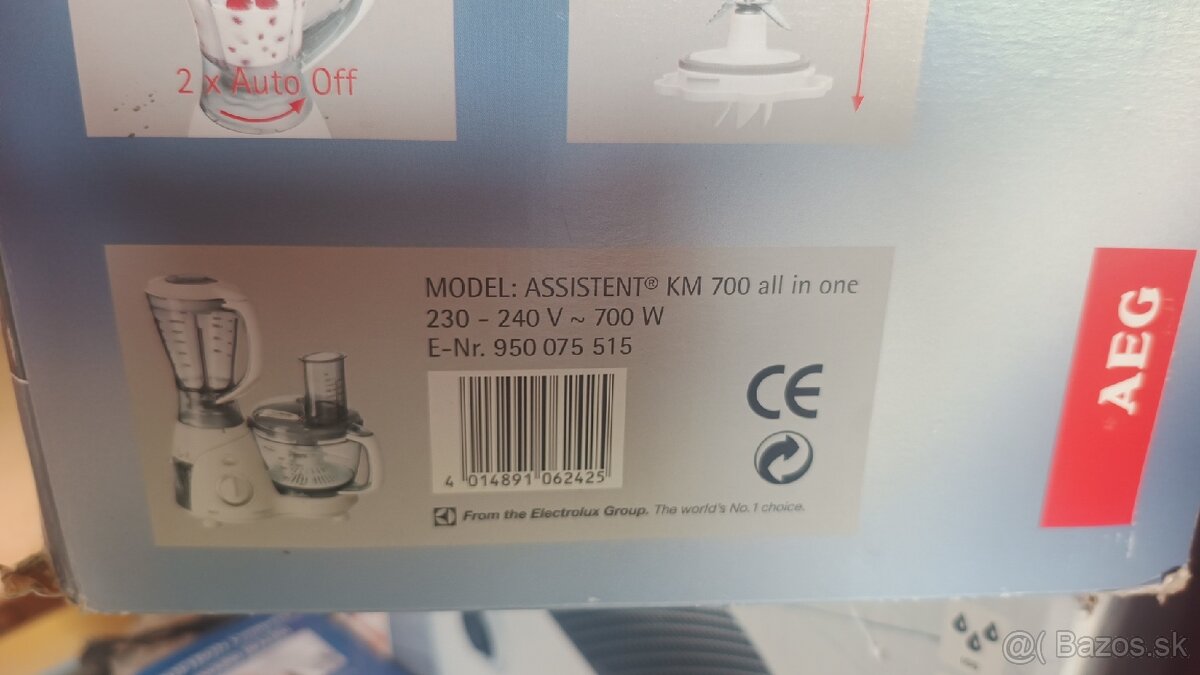 2 x Auto Off
MODEL: ASSISTENT® KM 700 all in one
230 - 240 V ~ 700 W
E-Nr. 950 075 515
CE
4 014891 062425
From the Electrolux Group. The world's No.1 choice.
AEG
@( Bazos.sk